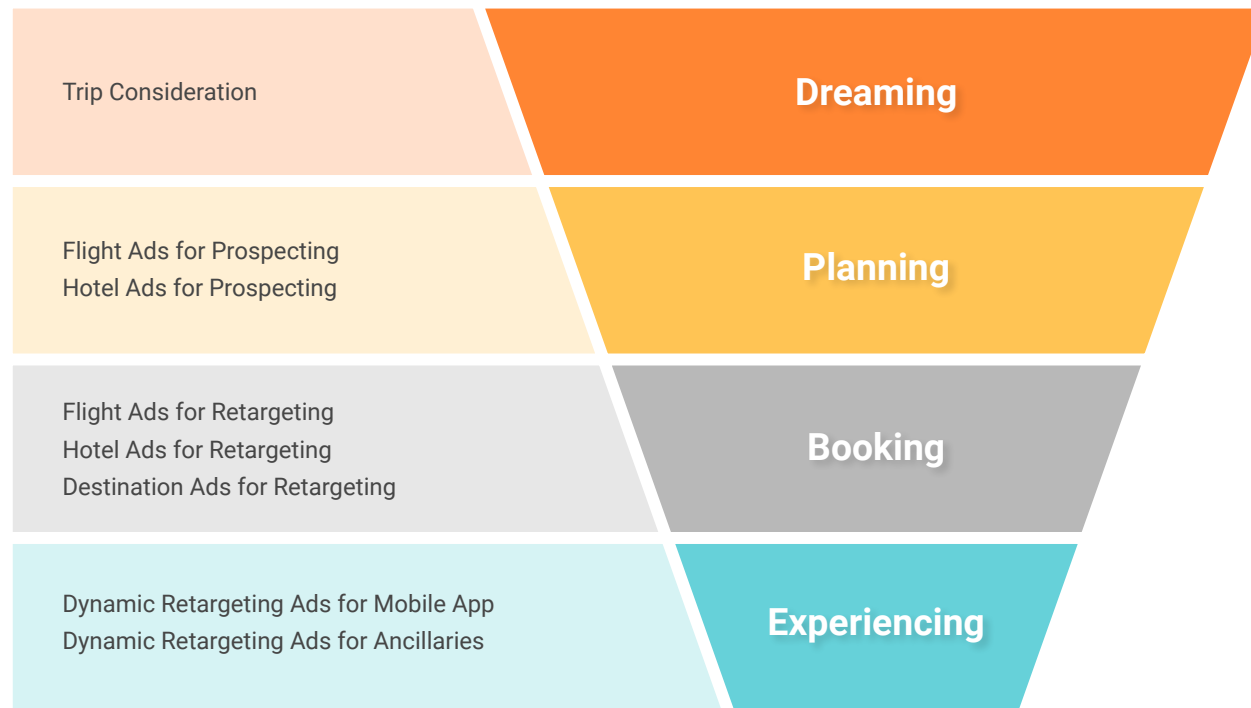 Trip Consideration
Dreaming
Flight Ads for Prospecting
Hotel Ads for Prospecting
Planning
Flight Ads for Retargeting
Hotel Ads for Retargeting
Destination Ads for Retargeting
Booking
Dynamic Retargeting Ads for Mobile App
Dynamic Retargeting Ads for Ancillaries
Experiencing